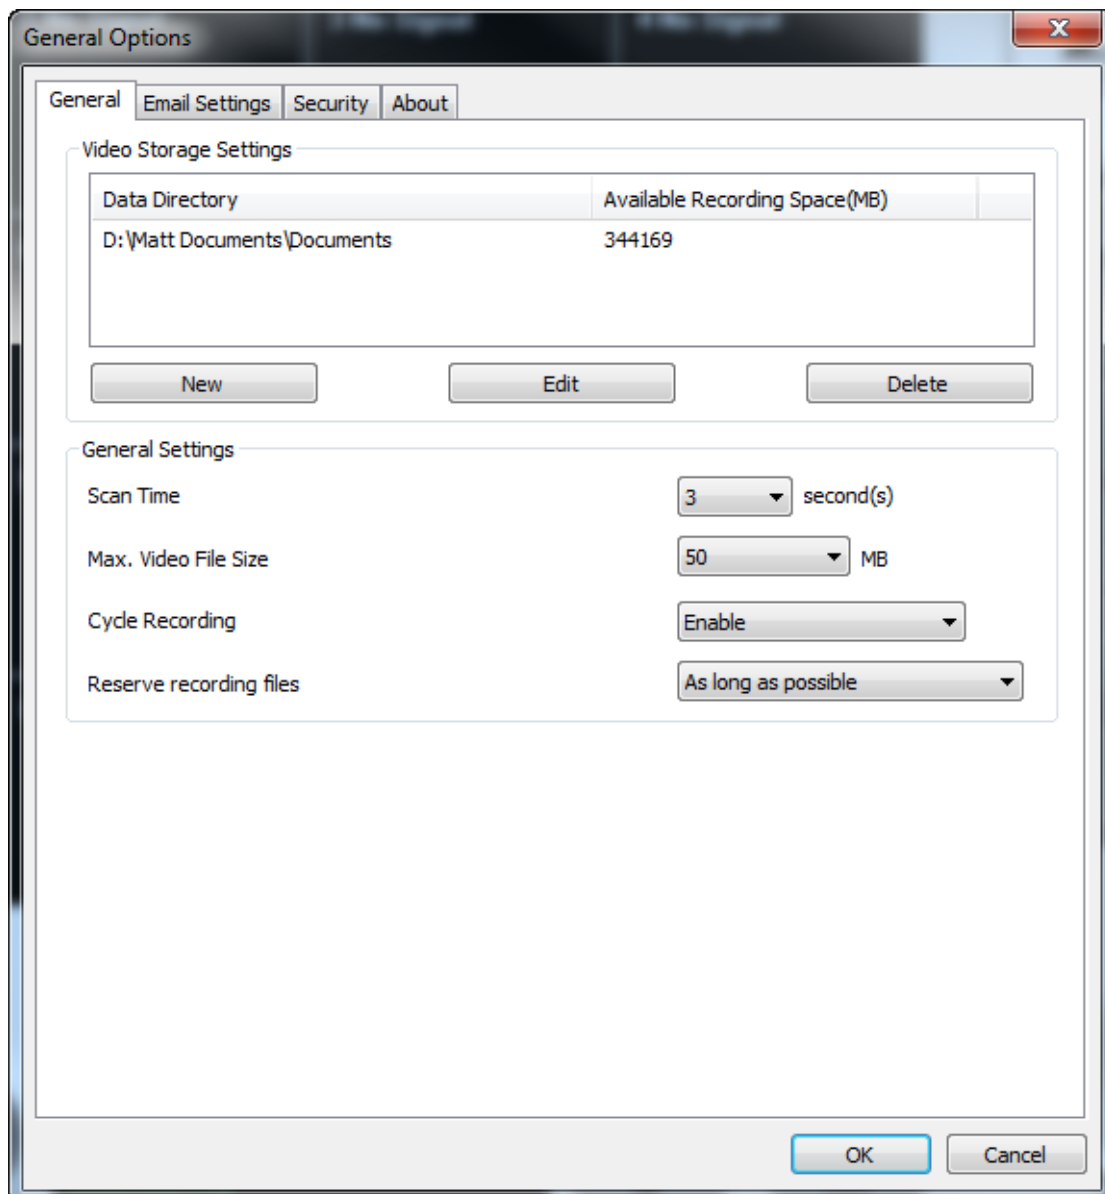 General Options
General Email Settings Security About
Video Storage Settings
Data Directory Available Recording Space(MB)
D:\Matt Documents\Documents 344169
New Edit Delete
General Settings
Scan Time 3 second(s)
Max. Video File Size 50 MB
Cycle Recording Enable
Reserve recording files As long as possible
OK Cancel